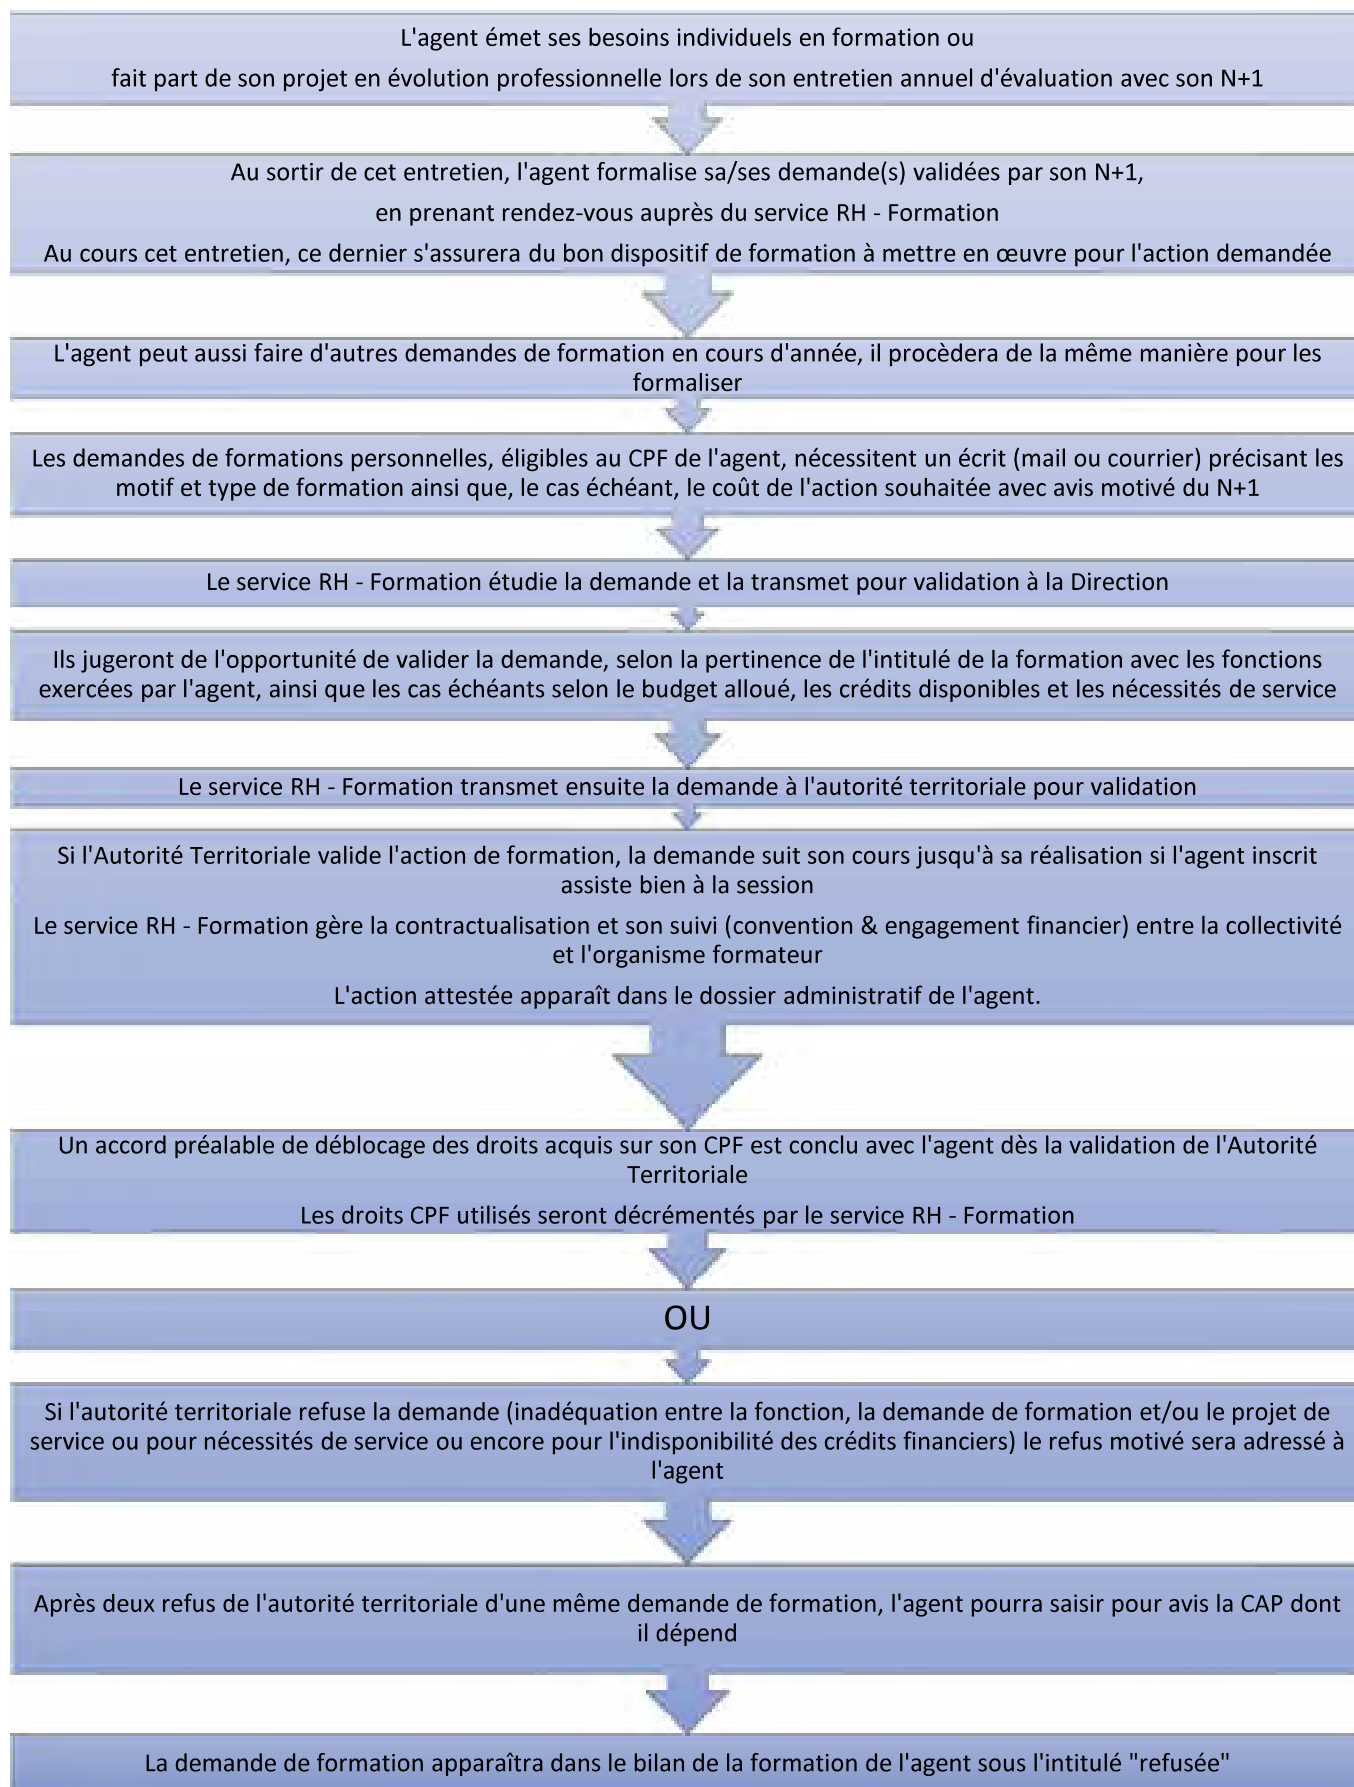 L'agent émet ses besoins individuels en formation ou
fait part de son projet en évolution professionnelle lors de son entretien annuel d'évaluation avec son N+1
Au sortir de cet entretien, l'agent formalise sa/ses demande(s) validées par son N+1,
en prenant rendez-vous auprès du service RH - Formation
Au cours cet entretien, ce dernier s'assurera du bon dispositif de formation à mettre en œuvre pour l'action demandée
L'agent peut aussi faire d'autres demandes de formation en cours d'année, il procèdera de la même manière pour les
formaliser
Les demandes de formations personnelles, éligibles au CPF de l'agent, nécessitent un écrit (mail ou courrier) précisant les
motif et type de formation ainsi que, le cas échéant, le coût de l'action souhaitée avec avis motivé du N+1
Le service RH - Formation étudie la demande et la transmet pour validation à la Direction
Ils jugeront de l'opportunité de valider la demande, selon la pertinence de l'intitulé de la formation avec les fonctions
exercées par l'agent, ainsi que les cas échéants selon le budget alloué, les crédits disponibles et les nécessités de service
Le service RH - Formation transmet ensuite la demande à l'autorité territoriale pour validation
Si l'Autorité Territoriale valide l'action de formation, la demande suit son cours jusqu'à sa réalisation si l'agent inscrit
assiste bien à la session
Le service RH - Formation gère la contractualisation et son suivi (convention & engagement financier) entre la collectivité
et l'organisme formateur
L'action attestée apparaît dans le dossier administratif de l'agent.
Un accord préalable de déblocage des droits acquis sur son CPF est conclu avec l'agent dès la validation de l'Autorité
Territoriale
Les droits CPF utilisés seront décrémentés par le service RH - Formation
OU
Si l'autorité territoriale refuse la demande (inadéquation entre la fonction, la demande de formation et/ou le projet de
service ou pour nécessités de service ou encore pour l'indisponibilité des crédits financiers) le refus motivé sera adressé à
l'agent
Après deux refus de l'autorité territoriale d'une même demande de formation, l'agent pourra saisir pour avis la CAP dont
il dépend
La demande de formation apparaîtra dans le bilan de la formation de l'agent sous l'intitulé "refusée"